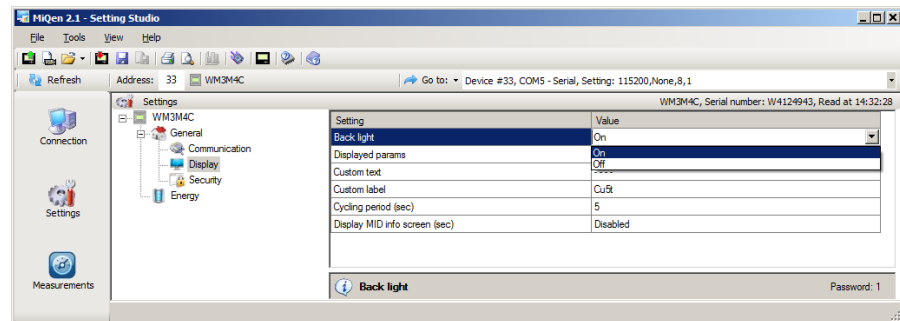 MiQen 2.1 - Setting Studio
File Tools View Help
Refresh Address: 33 WM3M4C Go to: Device #33, COM5 - Serial, Setting: 115200,None,8,1
Settings WM3M4C, Serial number: W4124943, Read at 14:32:28
Connection
Settings
Measurements
WM3M4C
General
Communication
Display
Security
Energy
Setting Value
Back light On
Displayed params On
Off
Custom text
Custom label Cu5t
Cycling period (sec) 5
Display MID info screen (sec) Disabled
Back light Password: 1